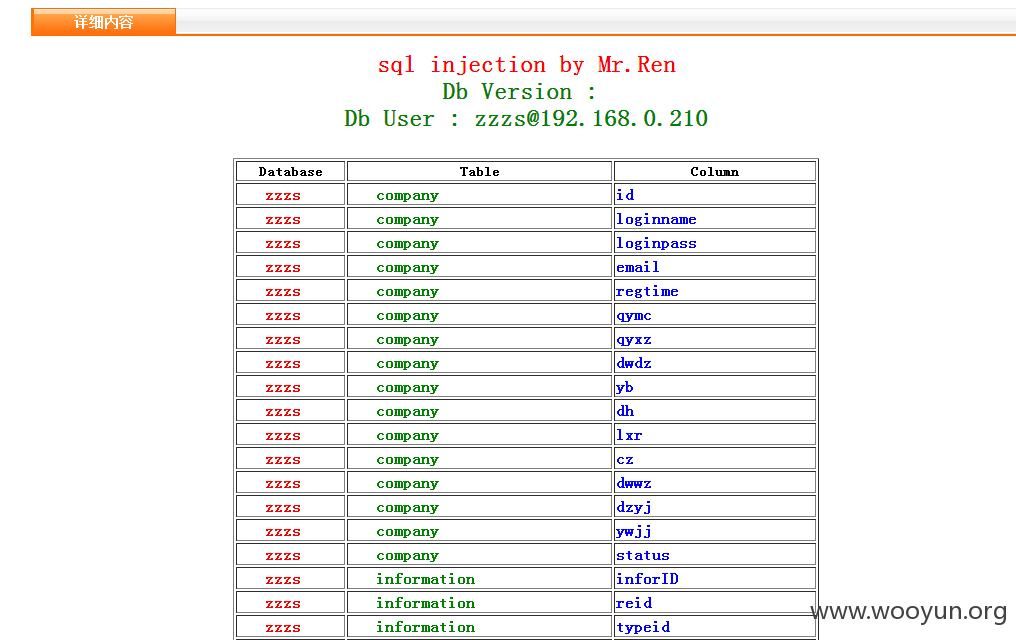 详细内容
sql injection by Mr.Ren
Db Version :
Db User : zzzs@192.168.0.210
Database Table Column
zzzs company id
zzzs company loginname
zzzs company loginpass
zzzs company email
zzzs company regtime
zzzs company qymc
zzzs company qyxz
zzzs company dwdz
zzzs company yb
zzzs company dh
zzzs company lxr
zzzs company cz
zzzs company dwwz
zzzs company dzyj
zzzs company ywjj
zzzs company status
zzzs information inforID
zzzs information reid
zzzs information typeid
www.wooyun.org